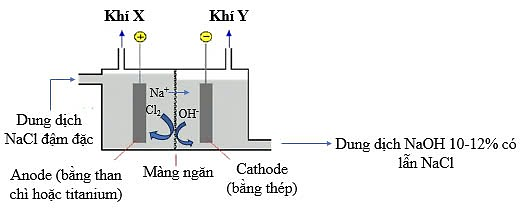 Khí X
Khí Y
+
−
Na⁺
Cl₂
OH⁻
Dung dịch
NaCl đậm đặc
Anode (bằng than
chì hoặc titanium)
Màng ngăn
Cathode
(bằng thép)
Dung dịch NaOH 10-12% có
lẫn NaCl